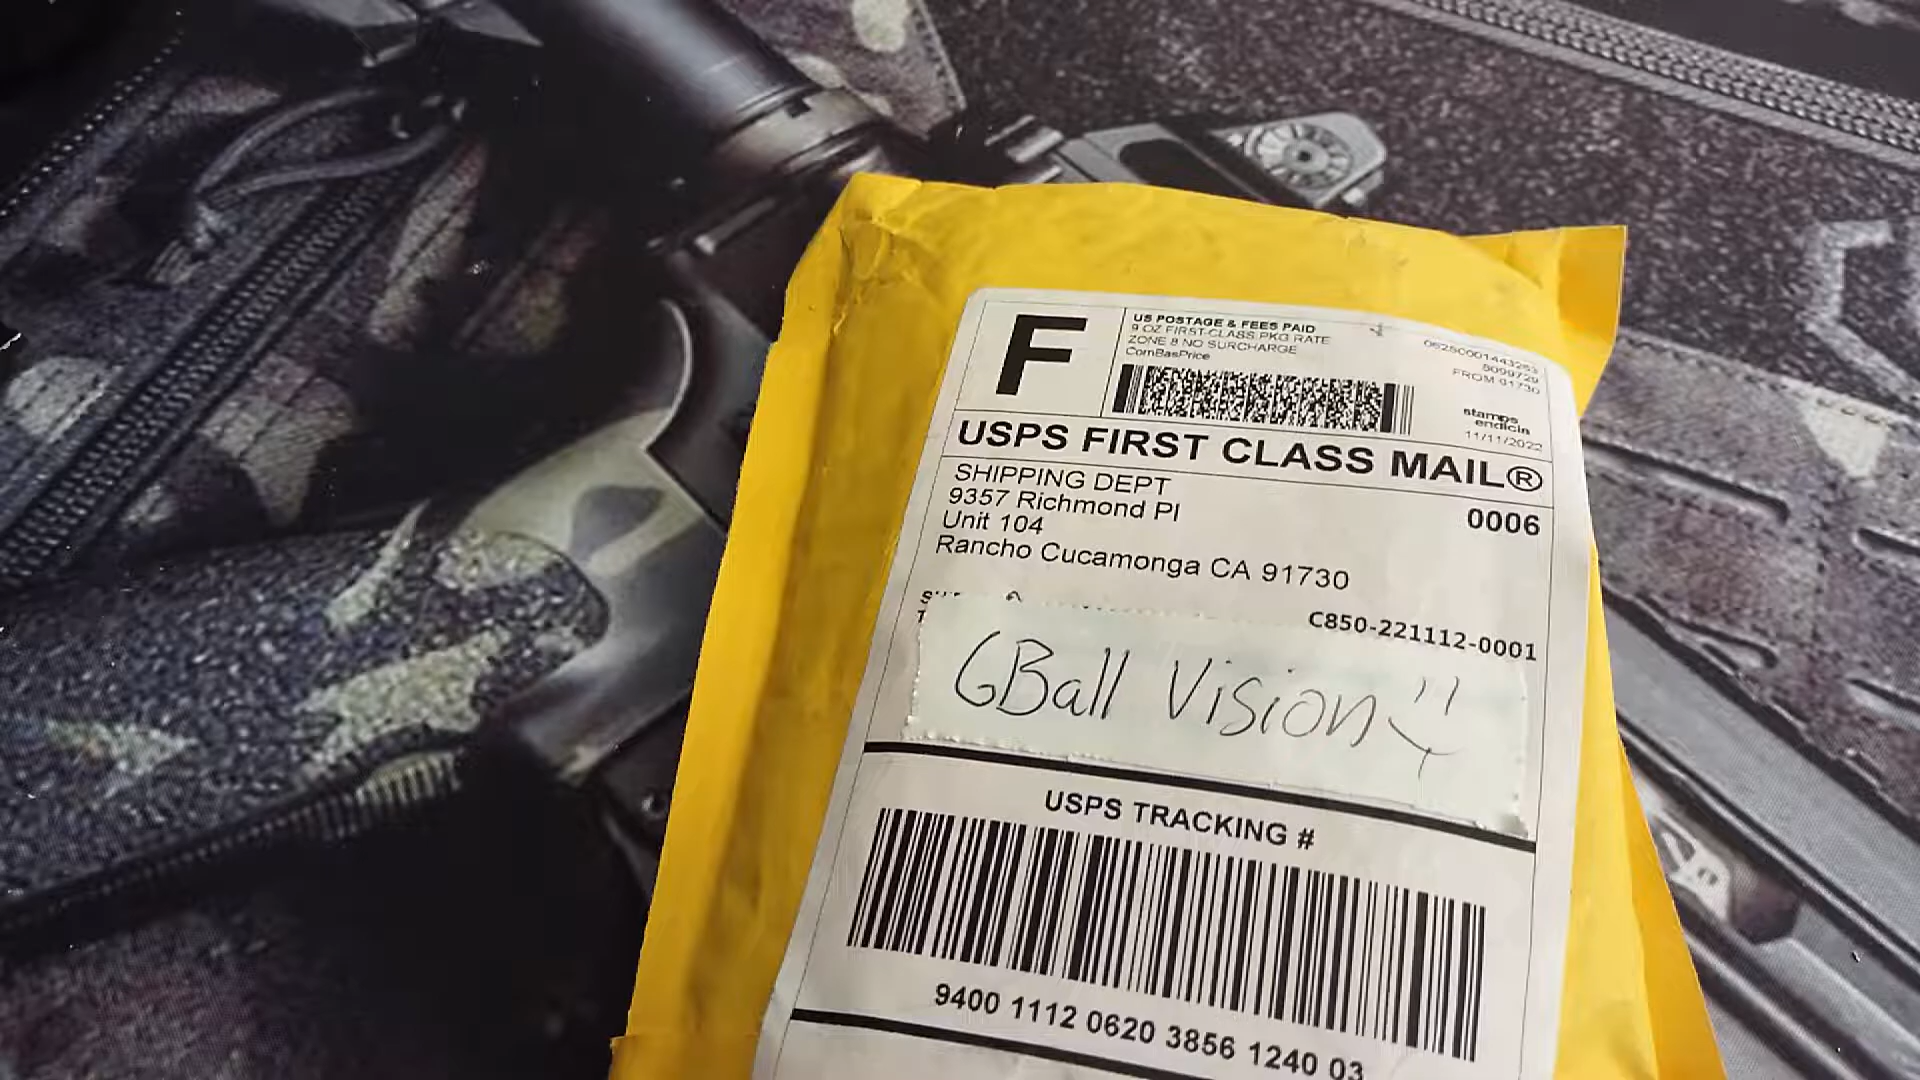 F
US POSTAGE & FEES PAID
9 OZ FIRST-CLASS PKG RATE
ZONE 8 NO SURCHARGE
ComBasPrice
062S0001443263
8099729
FROM 91730
stamps
endicia
11/11/2022
USPS FIRST CLASS MAIL®
SHIPPING DEPT
9357 Richmond Pl
Unit 104
Rancho Cucamonga CA 91730
0006
C850-221112-0001
GBall Vision
USPS TRACKING #
9400 1112 0620 3856 1240 03